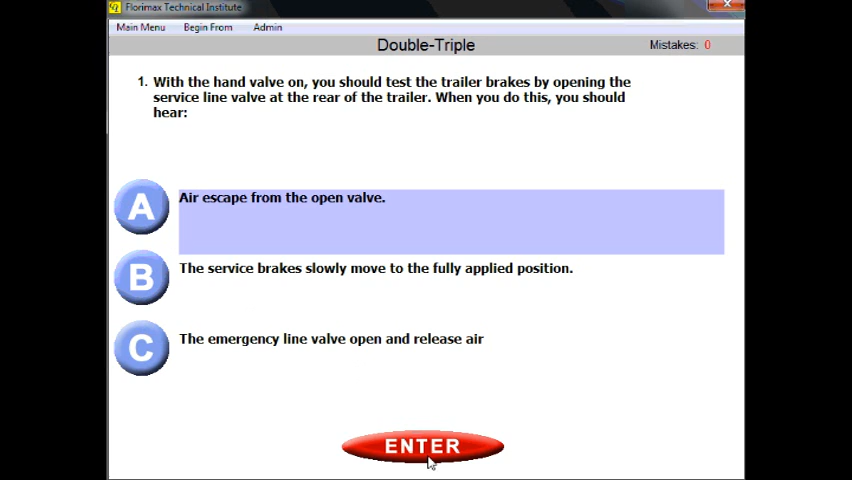 Florimax Technical Institute
Main Menu Begin From Admin
Double-Triple Mistakes: 0
1. With the hand valve on, you should test the trailer brakes by opening the
service line valve at the rear of the trailer. When you do this, you should
hear:
A Air escape from the open valve.
B The service brakes slowly move to the fully applied position.
C The emergency line valve open and release air
ENTER